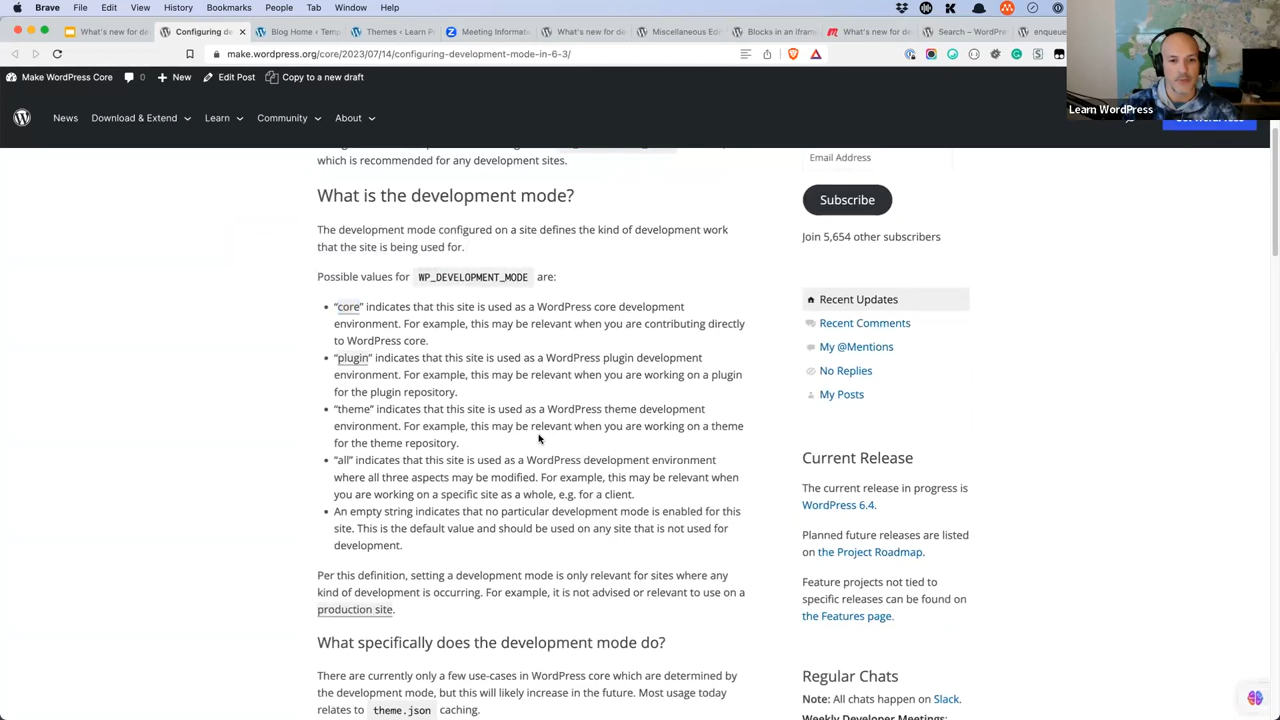 Brave File Edit View History Bookmarks People Tab Window Help
What's new for de
Configuring de
Blog Home ‹ Temp
Themes ‹ Learn P
Meeting Informat
What's new for de
Miscellaneous Ed
Blocks in an ifram
What's new for de
Search – WordPre
enqueue
make.wordpress.org/core/2023/07/14/configuring-development-mode-in-6-3/
Make WordPress Core 0 New Edit Post Copy to a new draft
Learn WordPress
News Download & Extend Learn Community About
which is recommended for any development sites.
What is the development mode?
The development mode configured on a site defines the kind of development work
that the site is being used for.
Possible values for WP_DEVELOPMENT_MODE are:
“core” indicates that this site is used as a WordPress core development
environment. For example, this may be relevant when you are contributing directly
to WordPress core.
“plugin” indicates that this site is used as a WordPress plugin development
environment. For example, this may be relevant when you are working on a plugin
for the plugin repository.
“theme” indicates that this site is used as a WordPress theme development
environment. For example, this may be relevant when you are working on a theme
for the theme repository.
“all” indicates that this site is used as a WordPress development environment
where all three aspects may be modified. For example, this may be relevant when
you are working on a specific site as a whole, e.g. for a client.
An empty string indicates that no particular development mode is enabled for this
site. This is the default value and should be used on any site that is not used for
development.
Per this definition, setting a development mode is only relevant for sites where any
kind of development is occurring. For example, it is not advised or relevant to use on a
production site.
What specifically does the development mode do?
There are currently only a few use-cases in WordPress core which are determined by
the development mode, but this will likely increase in the future. Most usage today
relates to theme.json caching.
Email Address
Subscribe
Join 5,654 other subscribers
Recent Updates
Recent Comments
My @Mentions
No Replies
My Posts
Current Release
The current release in progress is
WordPress 6.4.
Planned future releases are listed
on the Project Roadmap.
Feature projects not tied to
specific releases can be found on
the Features page.
Regular Chats
Note: All chats happen on Slack.
Weekly Developer Meetings: